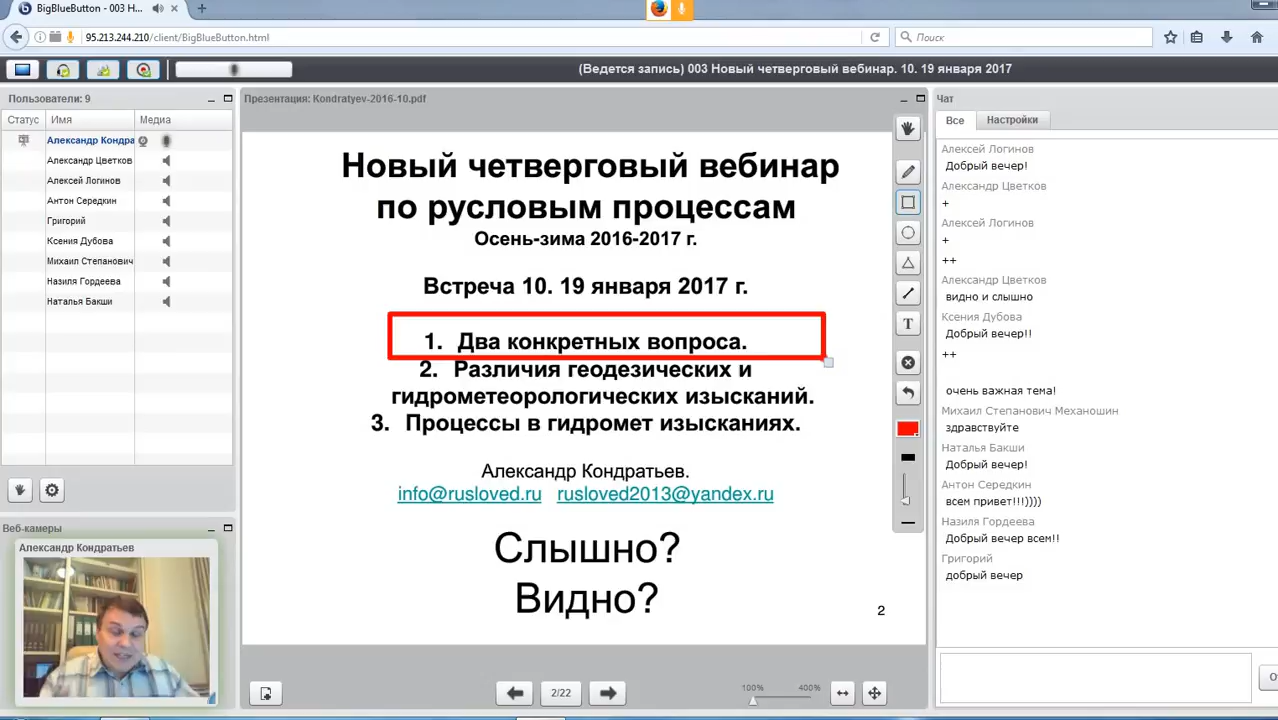 BigBlueButton - 003 Н...
95.213.244.210/client/BigBlueButton.html
Поиск
(Ведется запись) 003 Новый четверговый вебинар. 10. 19 января 2017
Пользователи: 9
Статус Имя Медиа
Александр Кондра
Александр Цветков
Алексей Логинов
Антон Середкин
Григорий
Ксения Дубова
Михаил Степанович
Назиля Гордеева
Наталья Бакши
Веб-камеры
Александр Кондратьев
Презентация: Kondratyev-2016-10.pdf
Новый четверговый вебинар
по русловым процессам
Осень-зима 2016-2017 г.
Встреча 10. 19 января 2017 г.
1. Два конкретных вопроса.
2. Различия геодезических и
гидрометеорологических изысканий.
3. Процессы в гидромет изысканиях.
Александр Кондратьев.
info@rusloved.ru rusloved2013@yandex.ru
Слышно?
Видно?
2
T
2/22
100% 400%
Чат
Все Настройки
Алексей Логинов
Добрый вечер!
Александр Цветков
+
Алексей Логинов
+
++
Александр Цветков
видно и слышно
Ксения Дубова
Добрый вечер!!
++
очень важная тема!
Михаил Степанович Механошин
здравствуйте
Наталья Бакши
Добрый вечер!
Антон Середкин
всем привет!!!))))
Назиля Гордеева
Добрый вечер всем!!
Григорий
добрый вечер